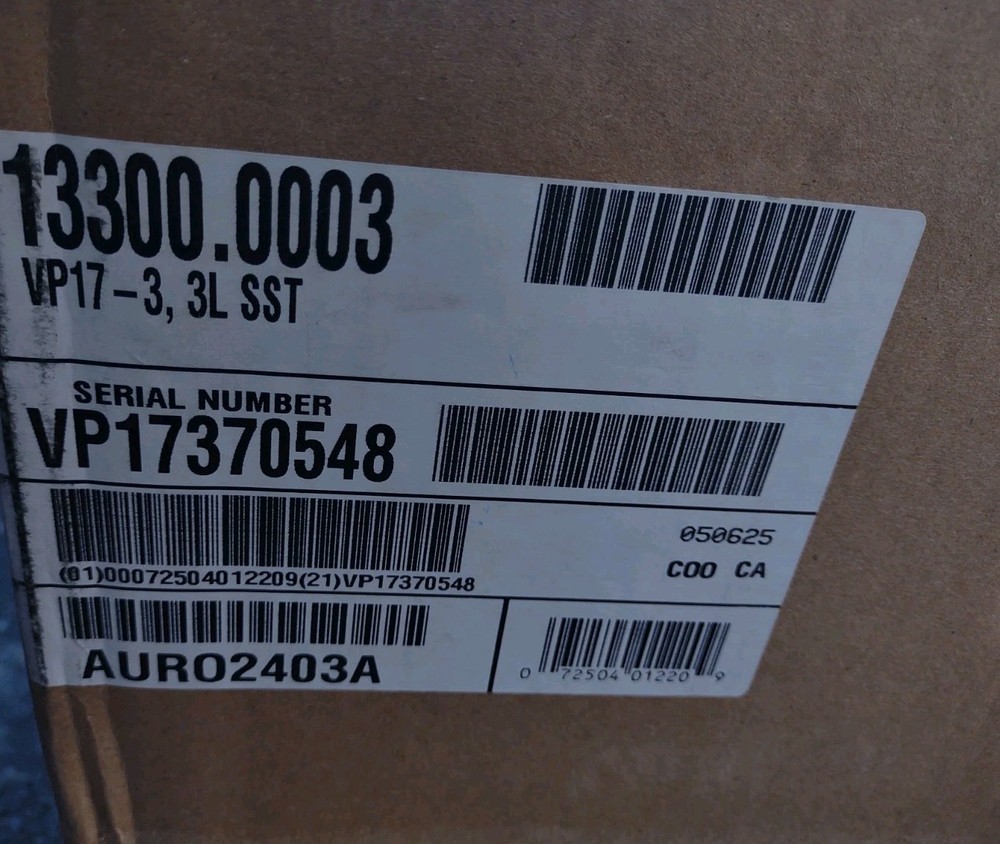 13300.0003
VP17-3, 3L SST
SERIAL NUMBER
VP17370548
(01)00072504012209(21)VP17370548
050625
COO CA
AURO2403A
0 72504 01220 9